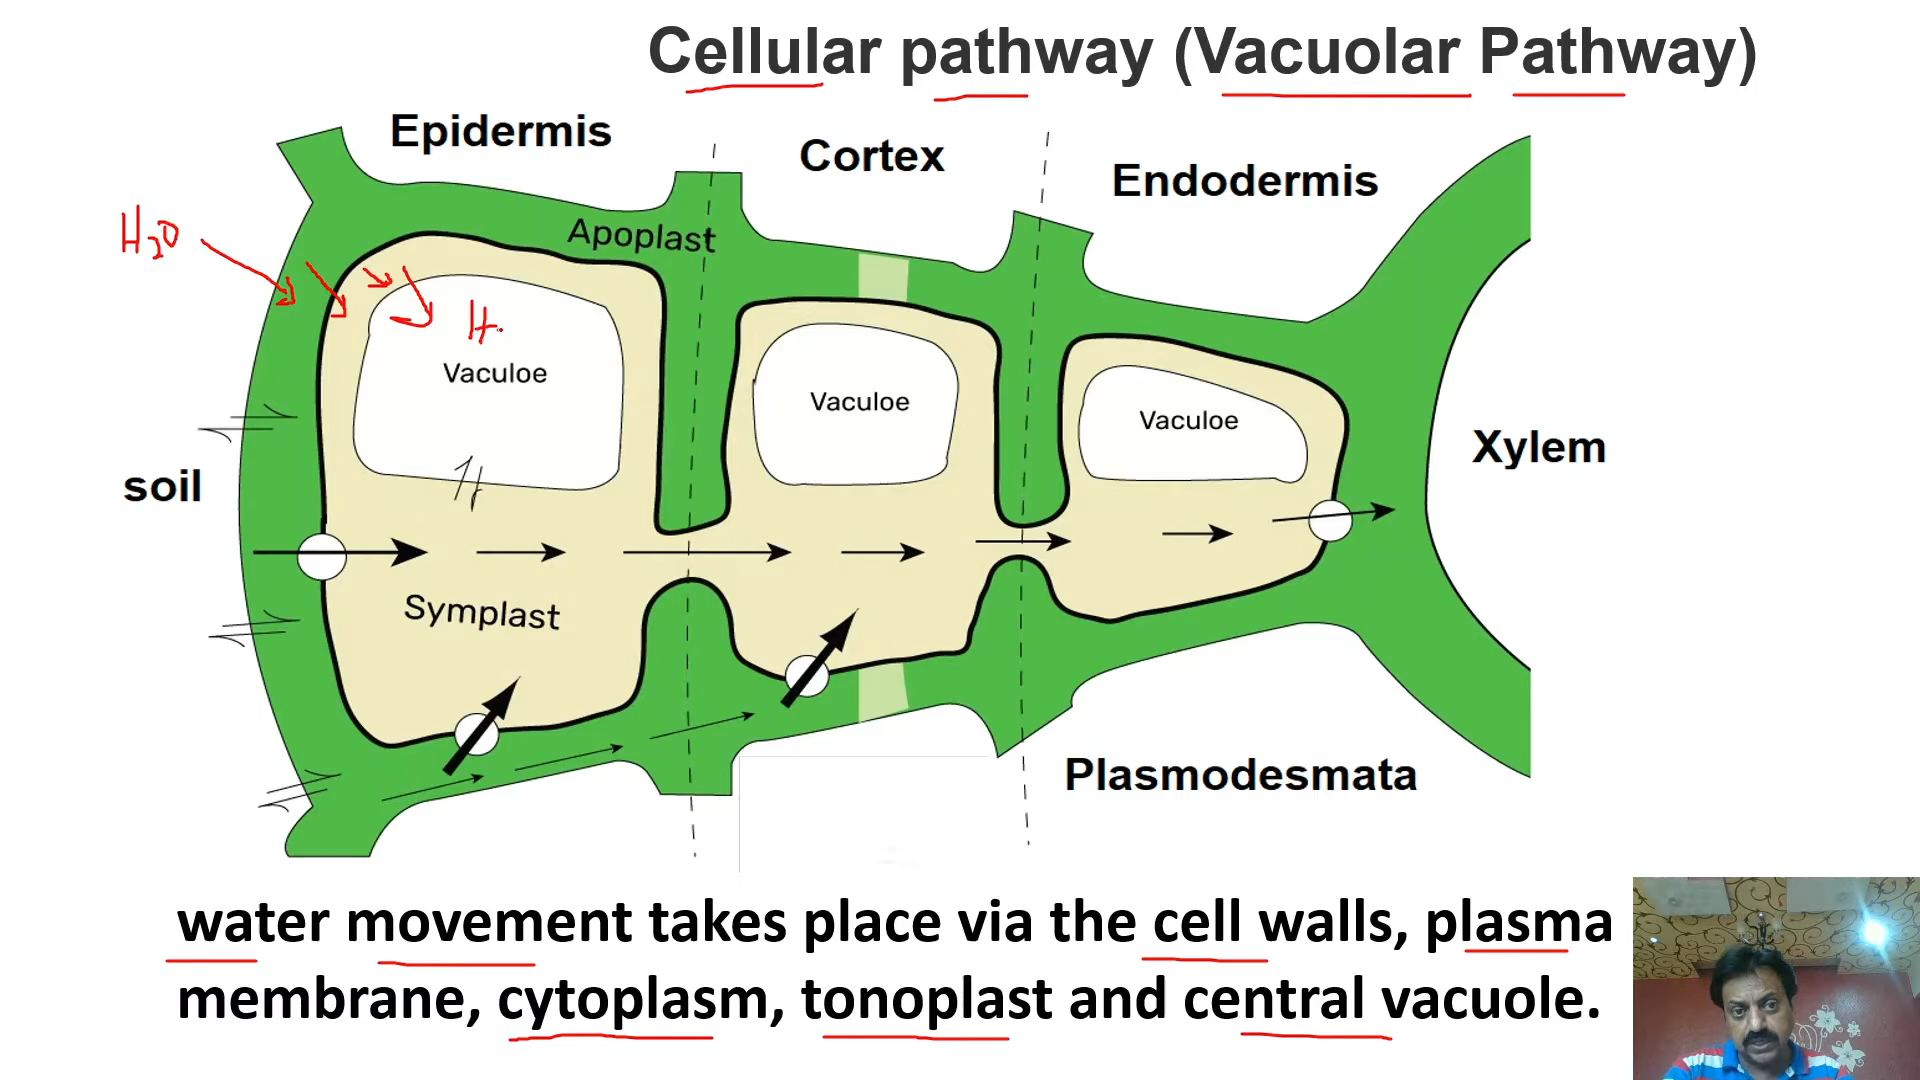 Cellular pathway (Vacuolar Pathway)
Epidermis
Cortex
Endodermis
Apoplast
H₂O
H
Vaculoe
Vaculoe
Vaculoe
Xylem
soil
Symplast
Plasmodesmata
water movement takes place via the cell walls, plasma
membrane, cytoplasm, tonoplast and central vacuole.